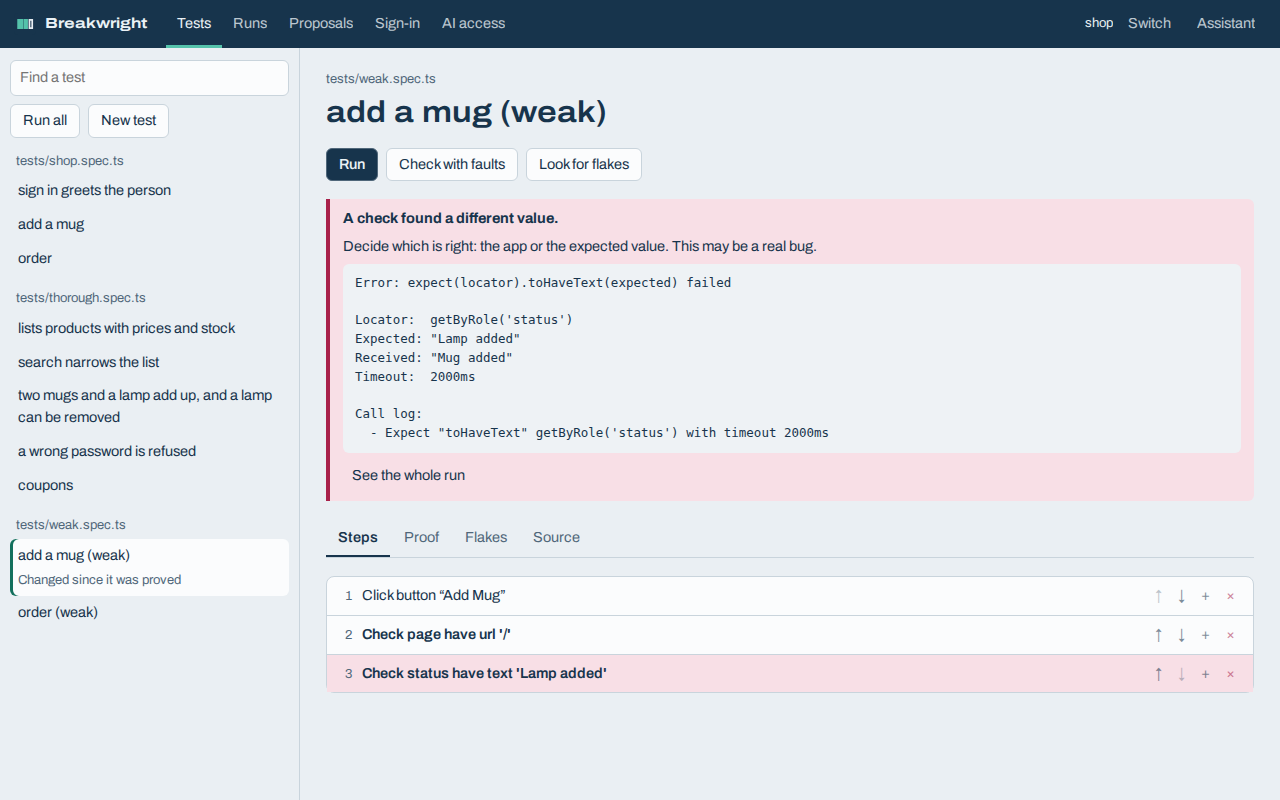 Breakwright
Tests
Runs
Proposals
Sign-in
AI access
shop
Switch
Assistant
Find a test
Run all
New test
tests/shop.spec.ts
sign in greets the person
add a mug
order
tests/thorough.spec.ts
lists products with prices and stock
search narrows the list
two mugs and a lamp add up, and a lamp
can be removed
a wrong password is refused
coupons
tests/weak.spec.ts
add a mug (weak)
Changed since it was proved
order (weak)
tests/weak.spec.ts
add a mug (weak)
Run
Check with faults
Look for flakes
A check found a different value.
Decide which is right: the app or the expected value. This may be a real bug.
Error: expect(locator).toHaveText(expected) failed
Locator:  getByRole('status')
Expected: "Lamp added"
Received: "Mug added"
Timeout:  2000ms
Call log:
  - Expect "toHaveText" getByRole('status') with timeout 2000ms
See the whole run
Steps
Proof
Flakes
Source
1 Click button “Add Mug” ↑ ↓ + ×
2 Check page have url '/' ↑ ↓ + ×
3 Check status have text 'Lamp added' ↑ ↓ + ×